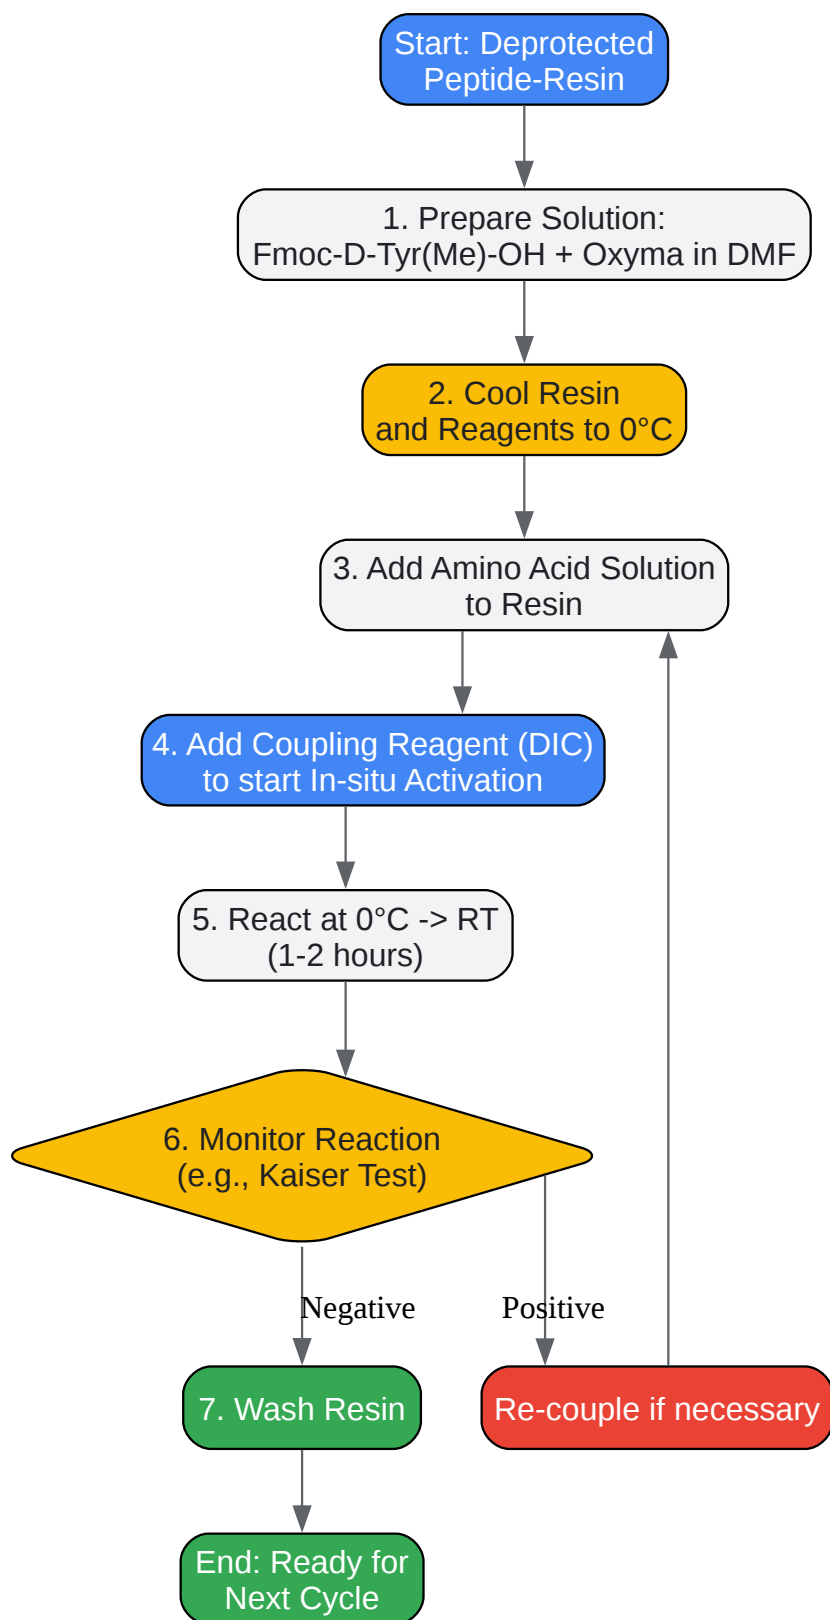 Start: Deprotected
Peptide-Resin
1. Prepare Solution:
Fmoc-D-Tyr(Me)-OH + Oxyma in DMF
2. Cool Resin
and Reagents to 0°C
3. Add Amino Acid Solution
to Resin
4. Add Coupling Reagent (DIC)
to start In-situ Activation
5. React at 0°C -> RT
(1-2 hours)
6. Monitor Reaction
(e.g., Kaiser Test)
Negative
Positive
7. Wash Resin
Re-couple if necessary
End: Ready for
Next Cycle